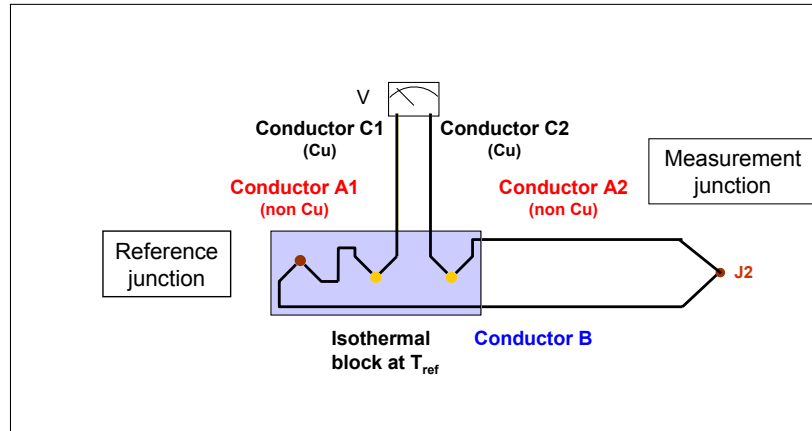 V
Conductor C1
(Cu)
Conductor C2
(Cu)
Measurement
junction
Conductor A1
(non Cu)
Conductor A2
(non Cu)
Reference
junction
J2
Isothermal
block at Tref
Conductor B